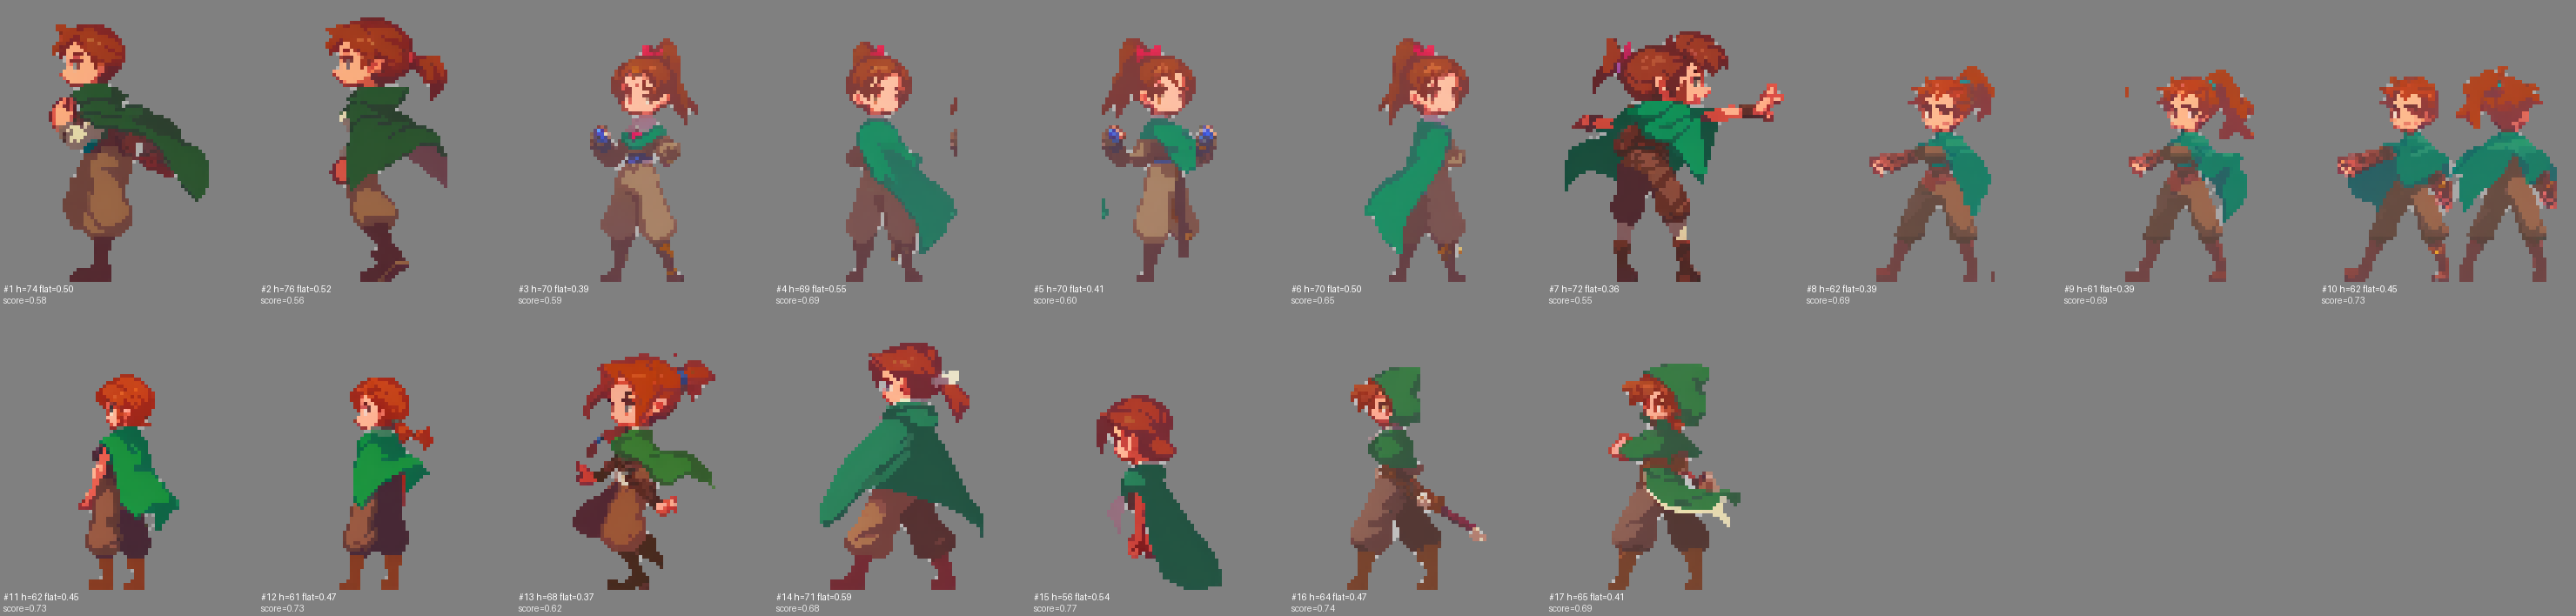 #1 h=74 flat=0.50
score=0.58
#2 h=76 flat=0.52
score=0.56
#3 h=70 flat=0.39
score=0.59
#4 h=69 flat=0.55
score=0.69
#5 h=70 flat=0.41
score=0.60
#6 h=70 flat=0.50
score=0.65
#7 h=72 flat=0.36
score=0.55
#8 h=62 flat=0.39
score=0.69
#9 h=61 flat=0.39
score=0.69
#10 h=62 flat=0.45
score=0.73
#11 h=62 flat=0.45
score=0.73
#12 h=61 flat=0.47
score=0.73
#13 h=68 flat=0.37
score=0.62
#14 h=71 flat=0.59
score=0.68
#15 h=56 flat=0.54
score=0.77
#16 h=64 flat=0.47
score=0.74
#17 h=65 flat=0.41
score=0.69